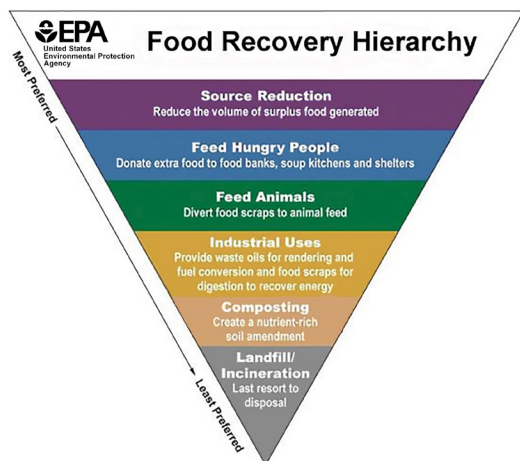 EPA
United States
Environmental Protection
Agency
Food Recovery Hierarchy
Most Preferred
Source Reduction
Reduce the volume of surplus food generated
Feed Hungry People
Donate extra food to food banks, soup kitchens and shelters
Feed Animals
Divert food scraps to animal feed
Industrial Uses
Provide waste oils for rendering and
fuel conversion and food scraps for
digestion to recover energy
Composting
Create a nutrient-rich
soil amendment
Landfill/
Incineration
Last resort to
disposal
Least Preferred